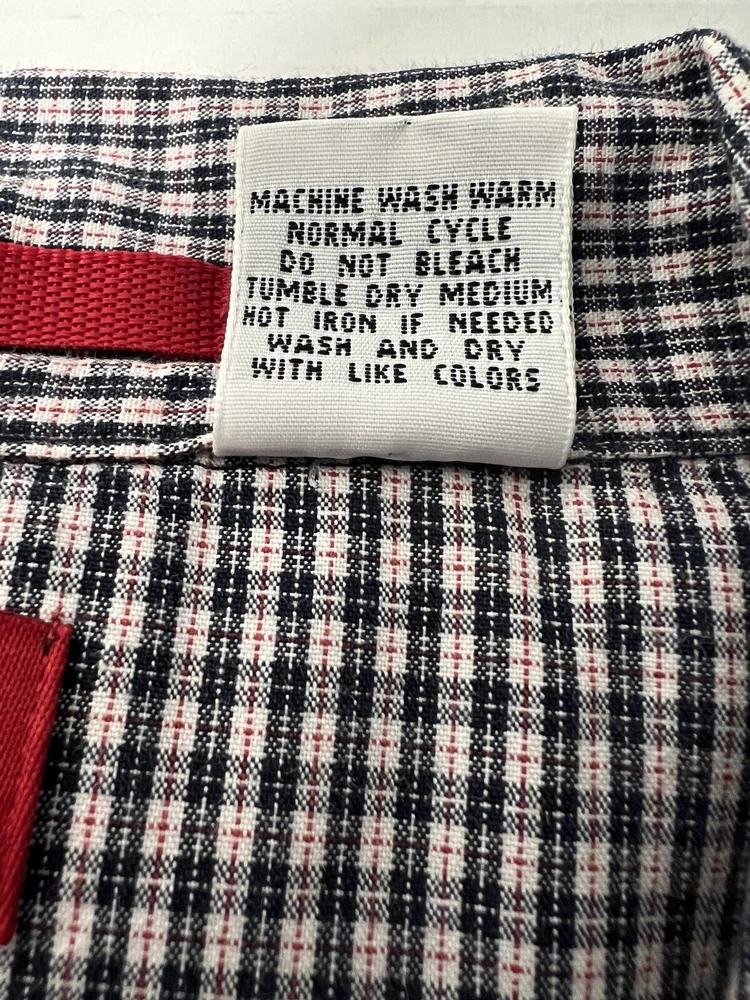 MACHINE WASH WARM
NORMAL CYCLE
DO NOT BLEACH
TUMBLE DRY MEDIUM
HOT IRON IF NEEDED
WASH AND DRY
WITH LIKE COLORS